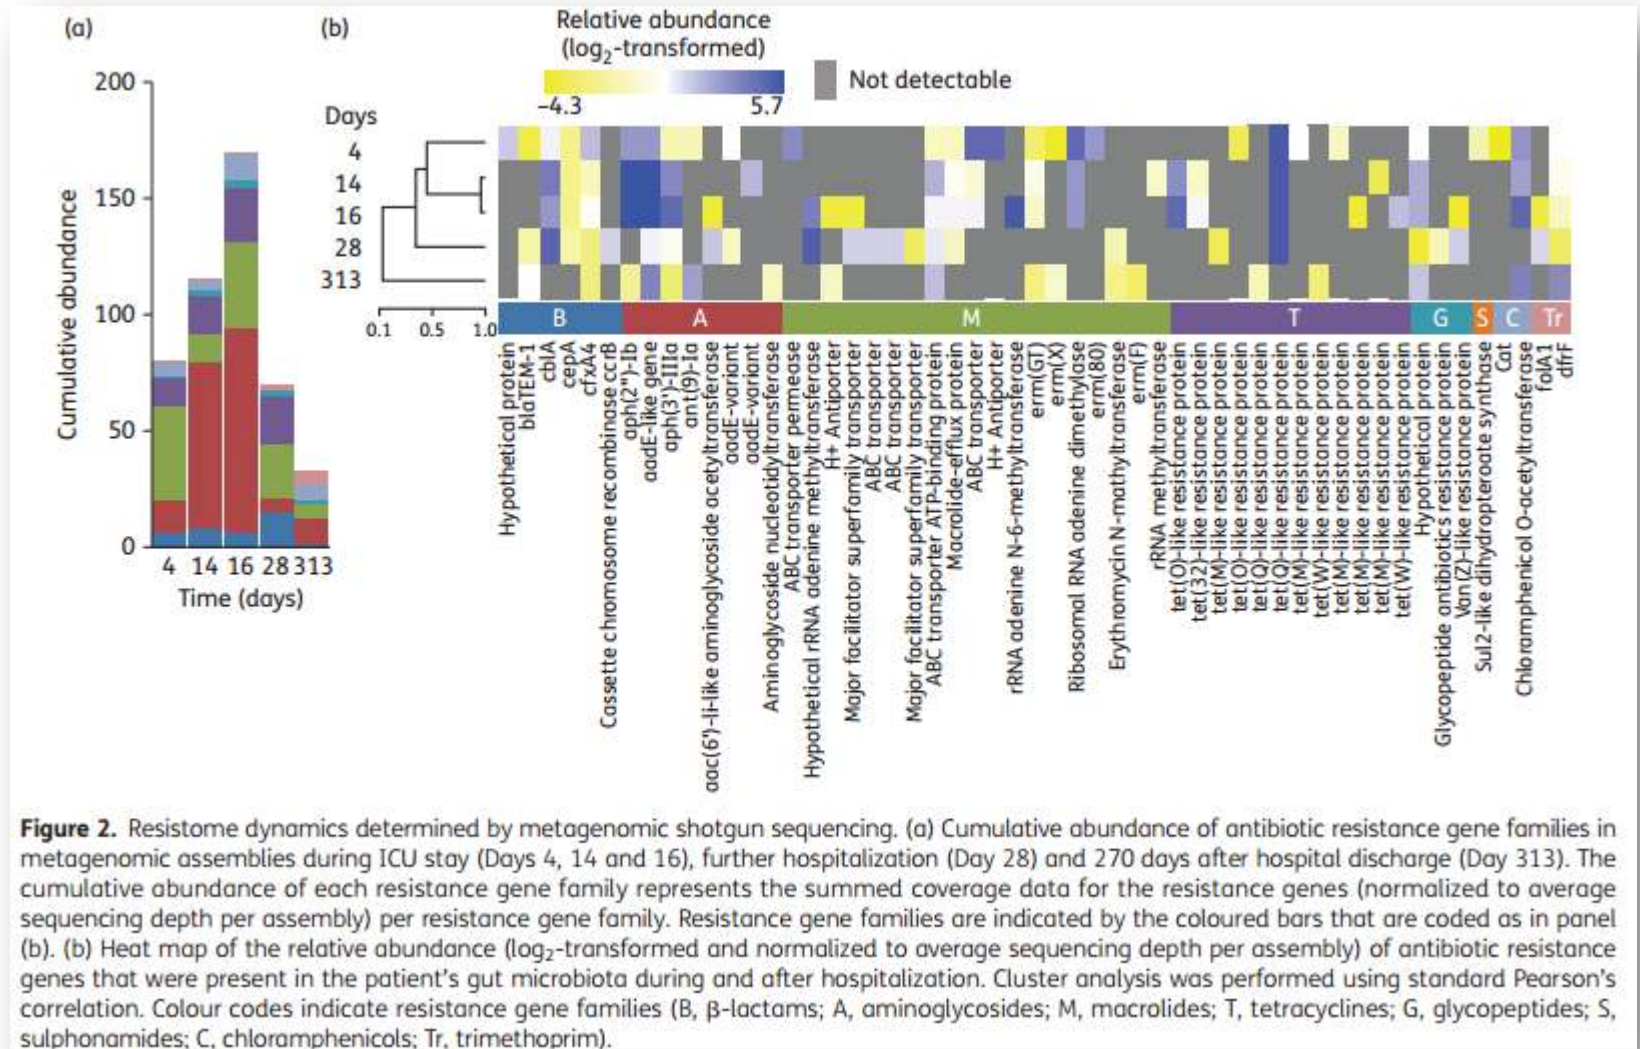 (a)
(b)
Relative abundance
(log2-transformed)
−4.3
5.7
Not detectable
Cumulative abundance
200
150
100
50
0
4
14
16
28
313
Time (days)
Days
4
14
16
28
313
0.1
0.5
1.0
B
A
M
T
G
S
C
Tr
Hypothetical protein
blaTEM-1
cblA
cepA
cfxA4
Cassette chromosome recombinase ccrB
aph(2")-Ib
aadE-like gene
aph(3')-IIIa
ant(9)-Ia
aac(6')-Ii-like aminoglycoside acetyltransferase
aadE-variant
aadE-variant
Aminoglycoside nucleotidyltransferase
ABC transporter permease
Hypothetical rRNA adenine methyltransferase
H+ Antiporter
Major facilitator superfamily transporter
ABC transporter
ABC transporter
Major facilitator superfamily transporter
ABC transporter ATP-binding protein
Macrolide-efflux protein
ABC transporter
H+ Antiporter
rRNA adenine N-6-methyltransferase
erm(GT)
erm(X)
Ribosomal RNA adenine dimethylase
erm(80)
Erythromycin N-mathyltransferase
erm(F)
rRNA methyltransferase
tet(O)-like resistance protein
tet(32)-like resistance protein
tet(M)-like resistance protein
tet(O)-like resistance protein
tet(Q)-like resistance protein
tet(Q)-like resistance protein
tet(M)-like resistance protein
tet(W)-like resistance protein
tet(M)-like resistance protein
tet(M)-like resistance protein
tet(M)-like resistance protein
tet(W)-like resistance protein
Hypothetical protein
Glycopeptide antibiotics resistance protein
Van(Z)-like resistance protein
Sul2-like dihydropteroate synthase
Cat
Chloramphenicol O-acetyltransferase
folA1
dfrF
Figure 2. Resistome dynamics determined by metagenomic shotgun sequencing. (a) Cumulative abundance of antibiotic resistance gene families in
metagenomic assemblies during ICU stay (Days 4, 14 and 16), further hospitalization (Day 28) and 270 days after hospital discharge (Day 313). The
cumulative abundance of each resistance gene family represents the summed coverage data for the resistance genes (normalized to average
sequencing depth per assembly) per resistance gene family. Resistance gene families are indicated by the coloured bars that are coded as in panel
(b). (b) Heat map of the relative abundance (log2-transformed and normalized to average sequencing depth per assembly) of antibiotic resistance
genes that were present in the patient's gut microbiota during and after hospitalization. Cluster analysis was performed using standard Pearson's
correlation. Colour codes indicate resistance gene families (B, β-lactams; A, aminoglycosides; M, macrolides; T, tetracyclines; G, glycopeptides; S,
sulphonamides; C, chloramphenicols; Tr, trimethoprim).